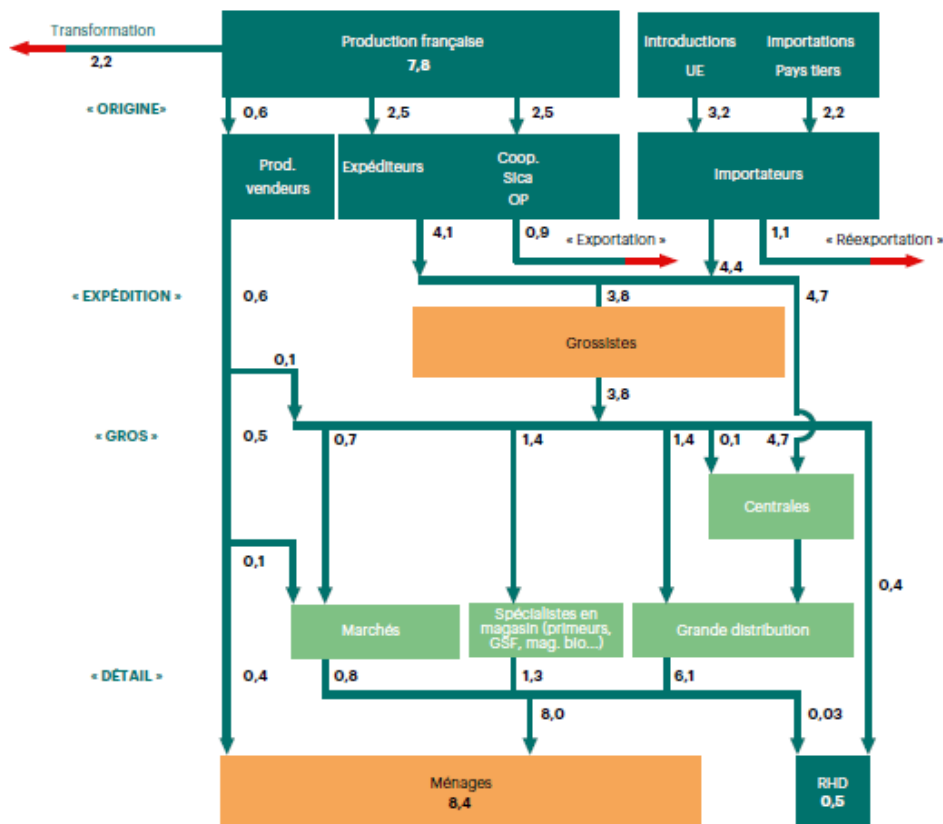 Transformation
2,2
Production française
7,8
Introductions
UE
Importations
Pays tiers
« ORIGINE»
0,6
2,5
2,5
3,2
2,2
Prod.
vendeurs
Expéditeurs
Coop.
Sica
OP
Importateurs
4,1
0,9
« Exportation »
1,1
« Réexportation »
4,4
« EXPÉDITION »
0,6
3,8
4,7
Grossistes
0,1
3,8
« GROS »
0,5
0,7
1,4
1,4
0,1
4,7
Centrales
0,1
0,4
Marchés
Spécialistes en
magasin (primeurs,
GSF, mag. bio....)
Grande distribution
« DÉTAIL »
0,4
0,8
1,3
6,1
8,0
0,03
Ménages
8,4
RHD
0,5